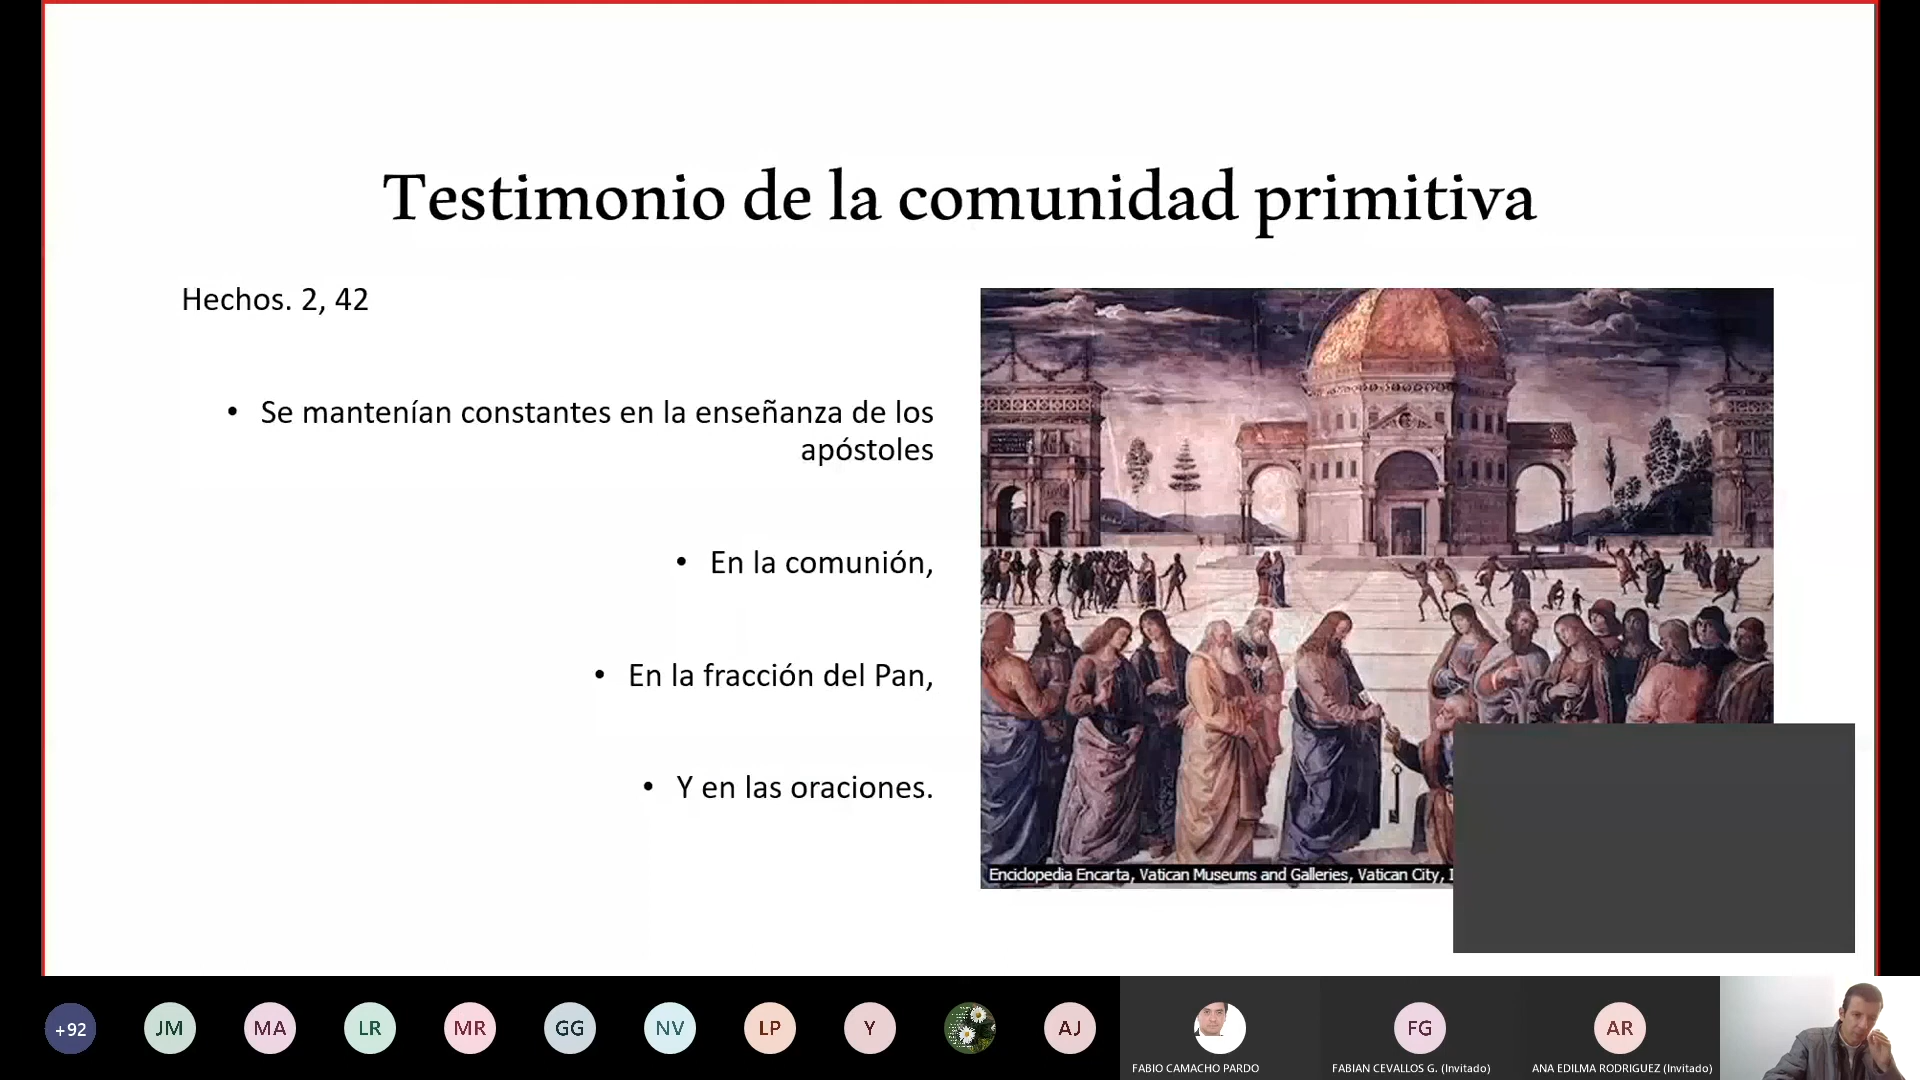 Testimonio de la comunidad primitiva
Hechos. 2, 42
• Se mantenían constantes en la enseñanza de los
apóstoles
• En la comunión,
• En la fracción del Pan,
• Y en las oraciones.
Enciclopedia Encarta, Vatican Museums and Galleries, Vatican City,
+92
JM
MA
LR
MR
GG
NV
LP
Y
AJ
FG
AR
FABIO CAMACHO PARDO
FABIAN CEVALLOS G. (Invitado)
ANA EDILMA RODRIGUEZ (Invitado)